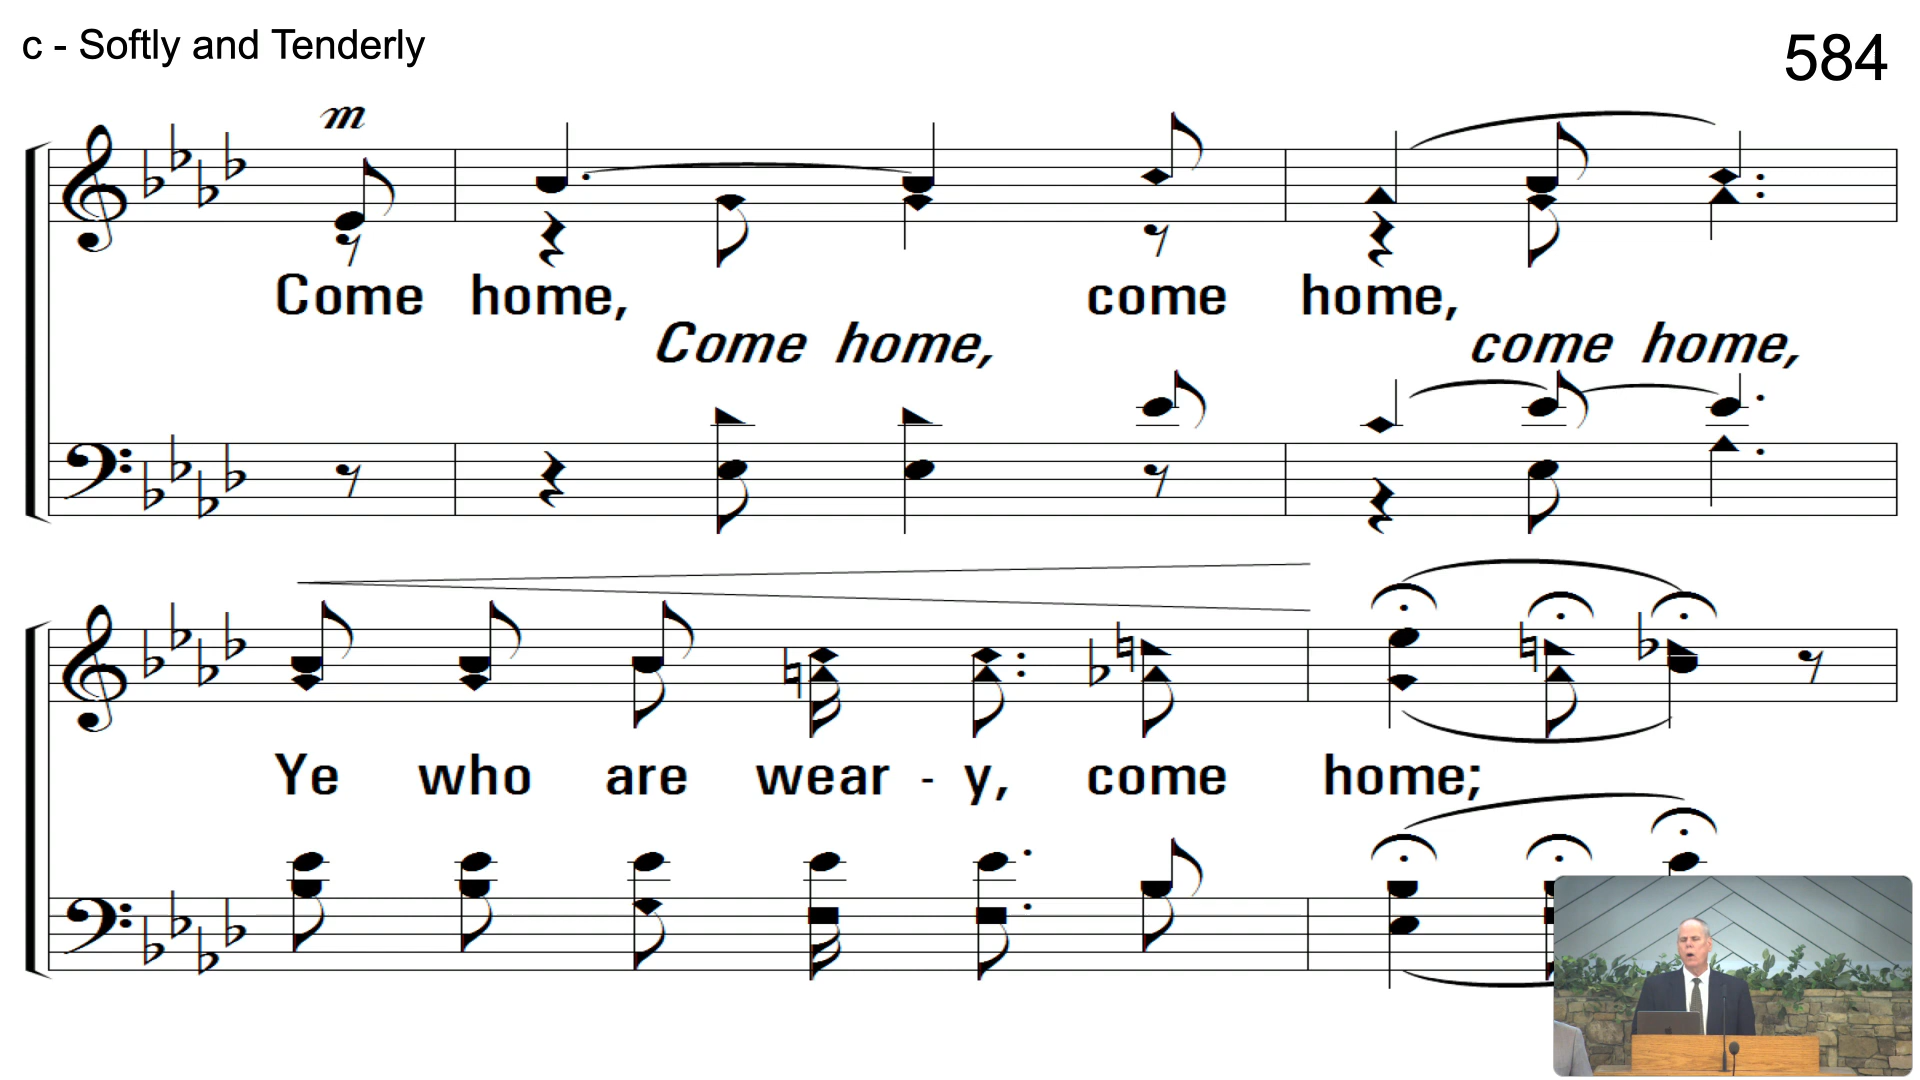 c - Softly and Tenderly
584
m
Come home, come home,
Come home, come home,
Ye who are wear - y, come home;